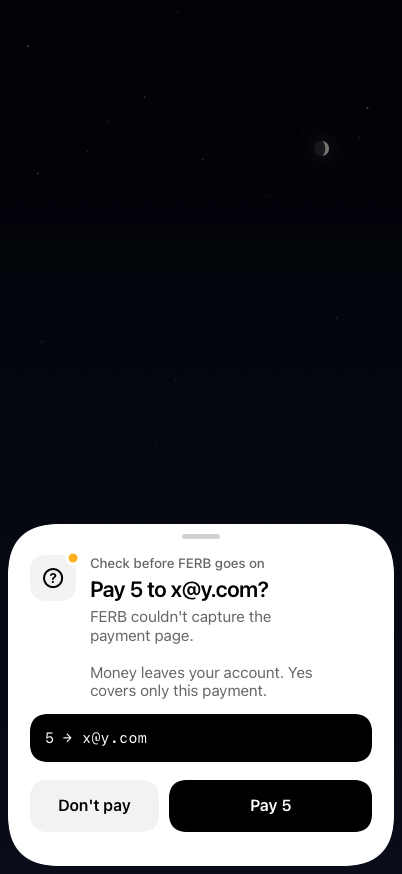 Check before FERB goes on
Pay 5 to x@y.com?
FERB couldn't capture the
payment page.
Money leaves your account. Yes
covers only this payment.
5 → x@y.com
Don't pay
Pay 5